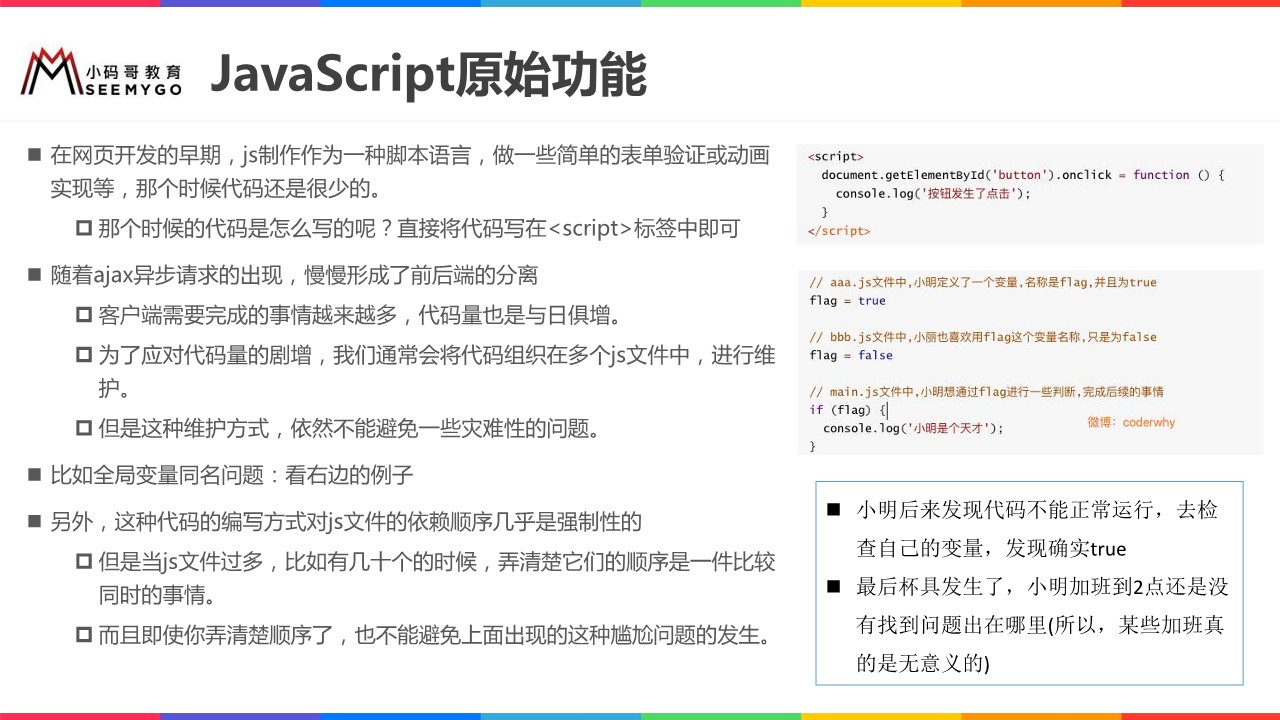 小码哥教育
SEEMYGO
JavaScript原始功能
■ 在网页开发的早期，js制作作为一种脚本语言，做一些简单的表单验证或动画
实现等，那个时候代码还是很少的。
那个时候的代码是怎么写的呢？直接将代码写在<script>标签中即可
■ 随着ajax异步请求的出现，慢慢形成了前后端的分离
客户端需要完成的事情越来越多，代码量也是与日俱增。
为了应对代码量的剧增，我们通常会将代码组织在多个js文件中，进行维
护。
但是这种维护方式，依然不能避免一些灾难性的问题。
■ 比如全局变量同名问题：看右边的例子
■ 另外，这种代码的编写方式对js文件的依赖顺序几乎是强制性的
但是当js文件过多，比如有几十个的时候，弄清楚它们的顺序是一件比较
同时的事情。
而且即使你弄清楚顺序了，也不能避免上面出现的这种尴尬问题的发生。
<script>
document.getElementById('button').onclick = function () {
console.log('按钮发生了点击');
}
</script>
// aaa.js文件中,小明定义了一个变量,名称是flag,并且为true
flag = true
// bbb.js文件中,小丽也喜欢用flag这个变量名称,只是为false
flag = false
// main.js文件中,小明想通过flag进行一些判断,完成后续的事情
if (flag) {
console.log('小明是个天才');
}
微博：coderwhy
■ 小明后来发现代码不能正常运行，去检
查自己的变量，发现确实true
■ 最后杯具发生了，小明加班到2点还是没
有找到问题出在哪里(所以，某些加班真
的是无意义的)